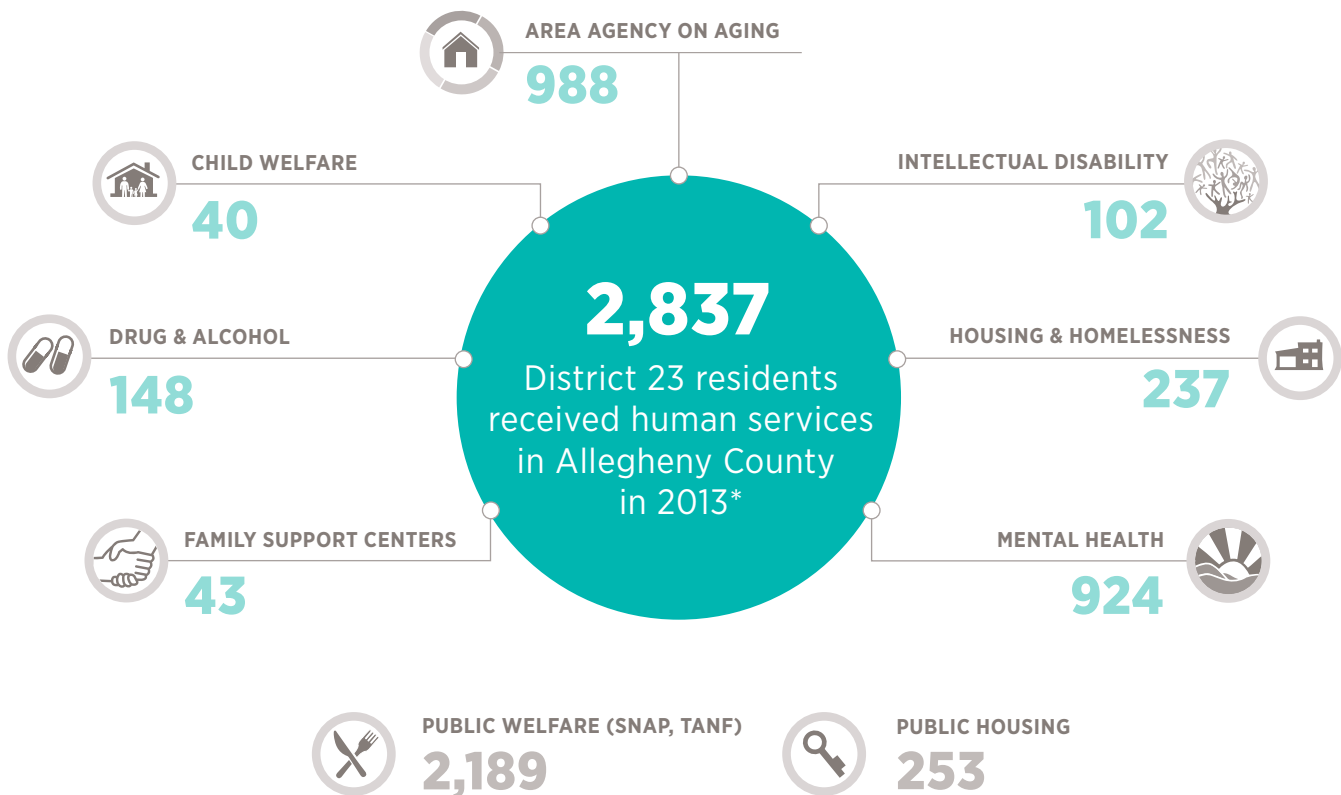 AREA AGENCY ON AGING
988
CHILD WELFARE
40
INTELLECTUAL DISABILITY
102
2,837
District 23 residents
received human services
in Allegheny County
in 2013*
DRUG & ALCOHOL
148
HOUSING & HOMELESSNESS
237
FAMILY SUPPORT CENTERS
43
MENTAL HEALTH
924
PUBLIC WELFARE (SNAP, TANF)
2,189
PUBLIC HOUSING
253